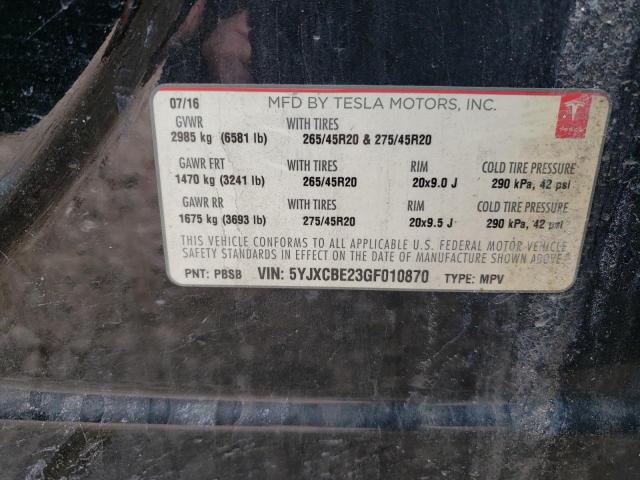 07/16 MFD BY TESLA MOTORS, INC.
GVWR WITH TIRES
2985 kg (6581 lb) 265/45R20 & 275/45R20
GAWR FRT WITH TIRES RIM COLD TIRE PRESSURE
1470 kg (3241 lb) 265/45R20 20x9.0 J 290 kPa, 42 psi
GAWR RR WITH TIRES RIM COLD TIRE PRESSURE
1675 kg (3693 lb) 275/45R20 20x9.5 J 290 kPa, 42 psi
THIS VEHICLE CONFORMS TO ALL APPLICABLE U.S. FEDERAL MOTOR VEHICLE
SAFETY STANDARDS IN EFFECT ON THE DATE OF MANUFACTURE SHOWN ABOVE.
PNT: PBSB VIN: 5YJXCBE23GF010870 TYPE: MPV
TESLA